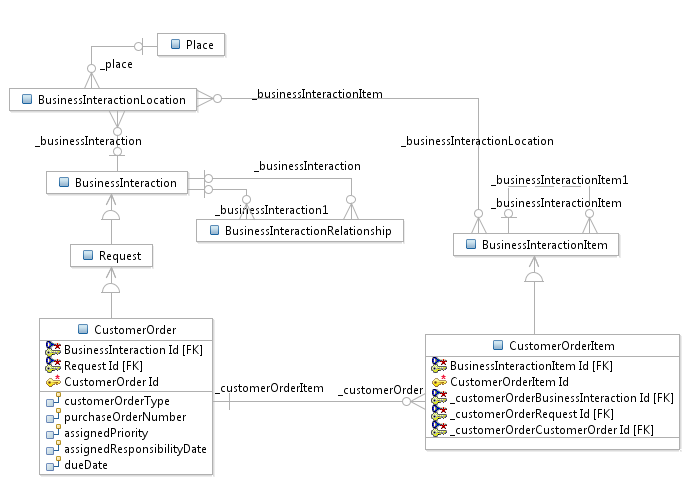 Place
_place
BusinessInteractionLocation
_businessInteractionItem
_businessInteraction
_businessInteractionLocation
_businessInteraction
BusinessInteraction
_businessInteractionItem1
_businessInteraction1
_businessInteractionItem
BusinessInteractionRelationship
BusinessInteractionItem
Request
CustomerOrder
BusinessInteraction Id [FK]
Request Id [FK]
CustomerOrder Id
customerOrderType
purchaseOrderNumber
assignedPriority
assignedResponsibilityDate
dueDate
_customerOrderItem
_customerOrder
CustomerOrderItem
BusinessInteractionItem Id [FK]
CustomerOrderItem Id
_customerOrderBusinessInteraction Id [FK]
_customerOrderRequest Id [FK]
_customerOrderCustomerOrder Id [FK]